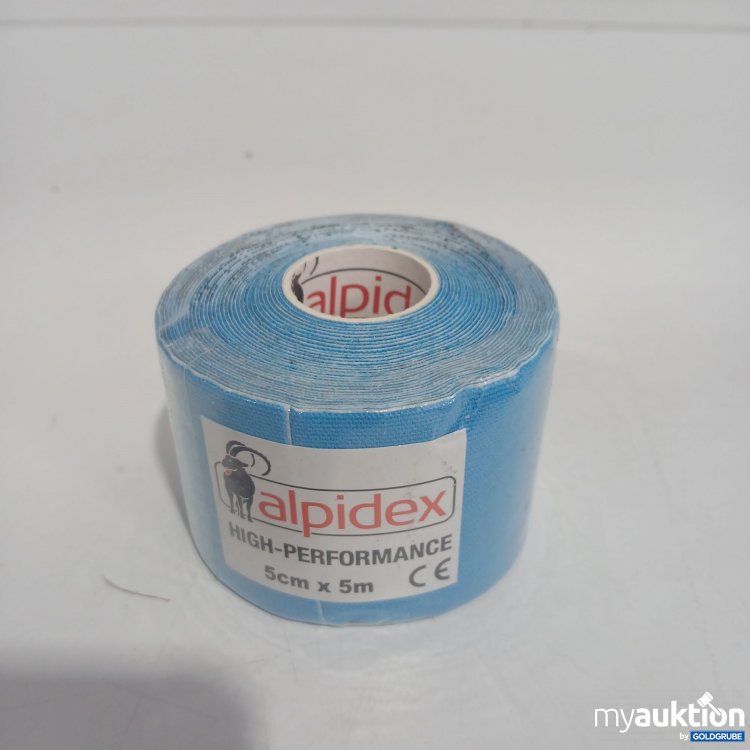 alpid
alpidex
HIGH-PERFORMANCE
5cm x 5m CE
myauktion
by GOLDGRUBE